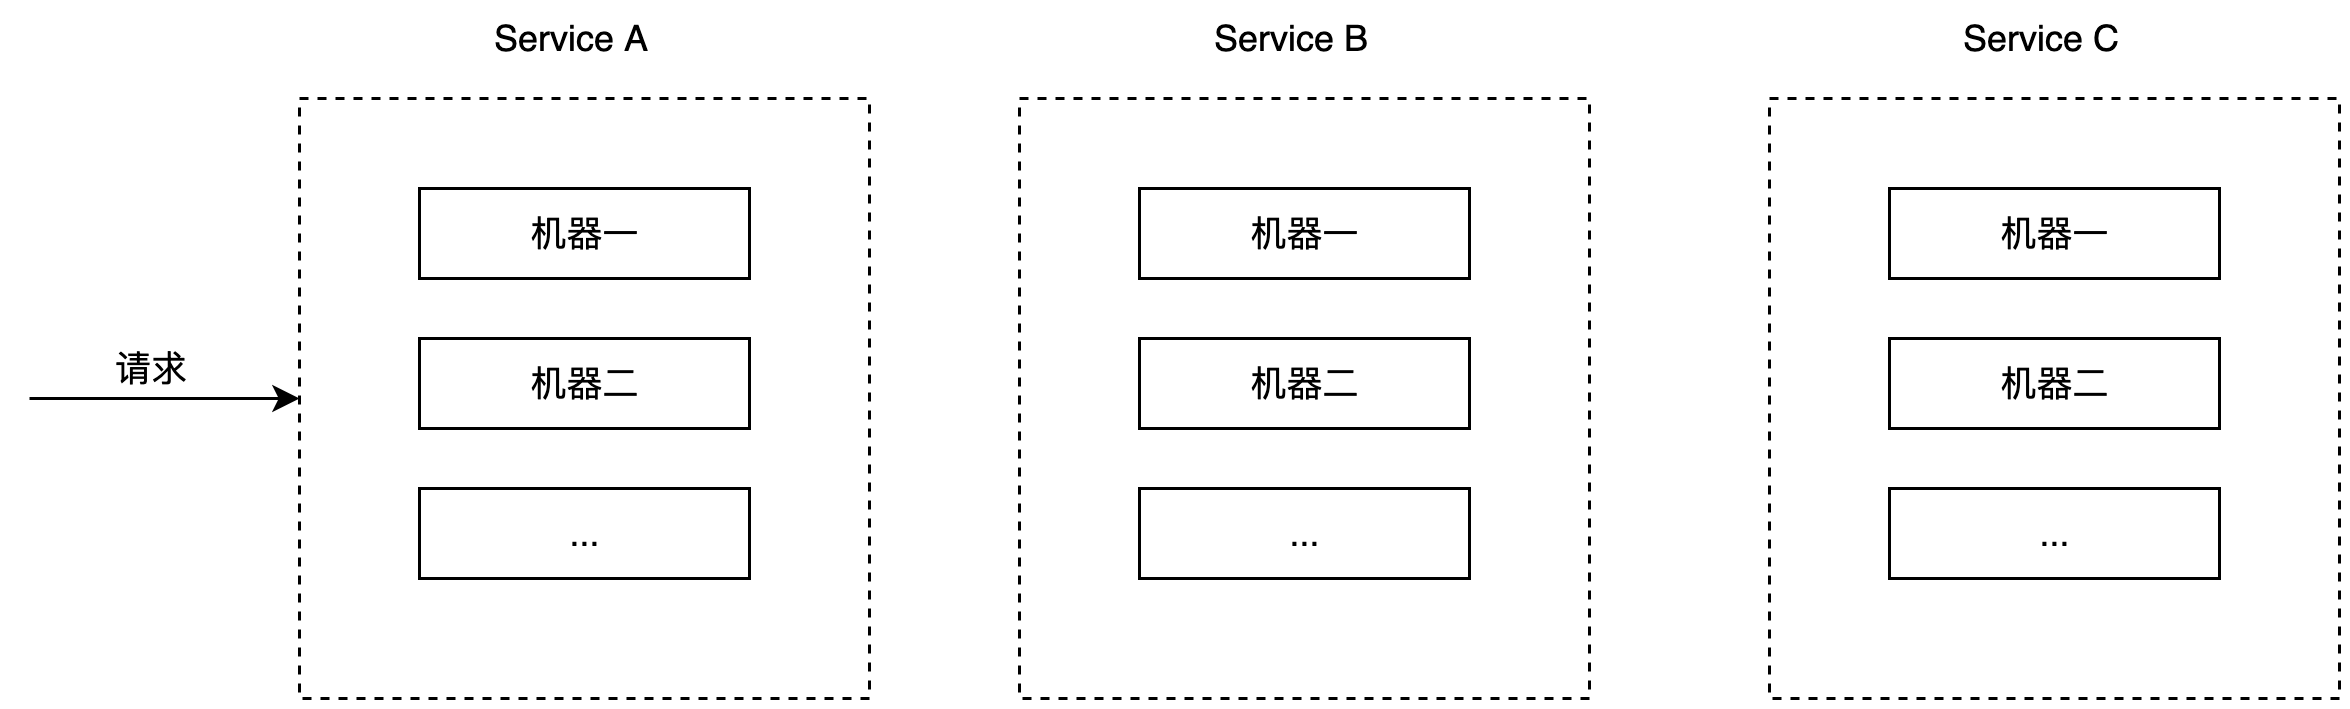 Service A
Service B
Service C
请求
机器一
机器二
...
机器一
机器二
...
机器一
机器二
...